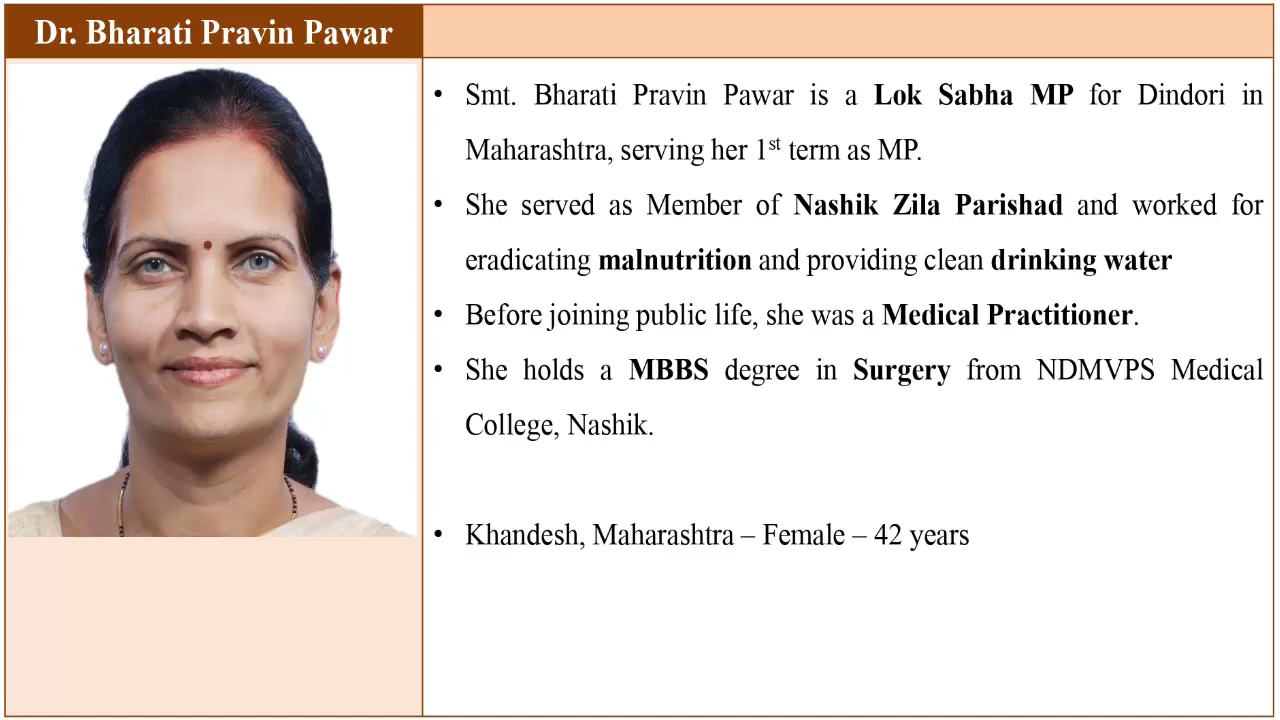 Dr. Bharati Pravin Pawar
• Smt. Bharati Pravin Pawar is a Lok Sabha MP for Dindori in
Maharashtra, serving her 1st term as MP.
• She served as Member of Nashik Zila Parishad and worked for
eradicating malnutrition and providing clean drinking water
• Before joining public life, she was a Medical Practitioner.
• She holds a MBBS degree in Surgery from NDMVPS Medical
College, Nashik.
• Khandesh, Maharashtra – Female – 42 years